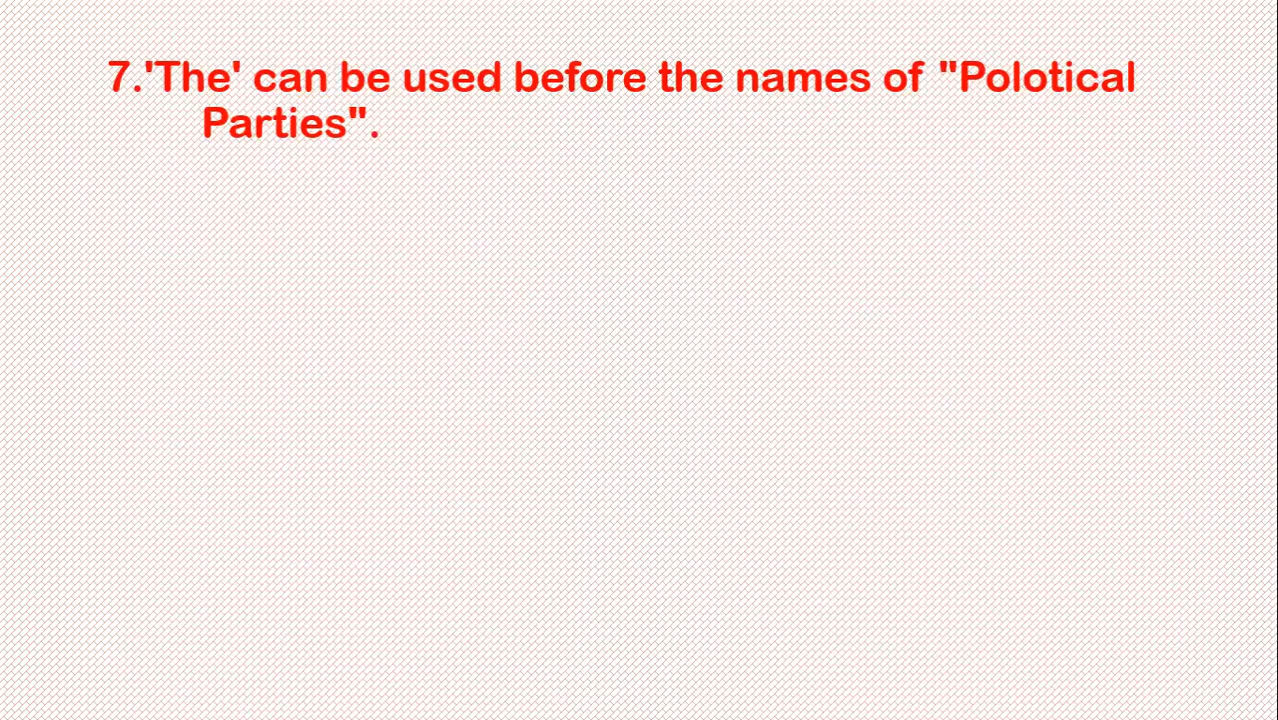 7.'The' can be used before the names of "Polotical
Parties".